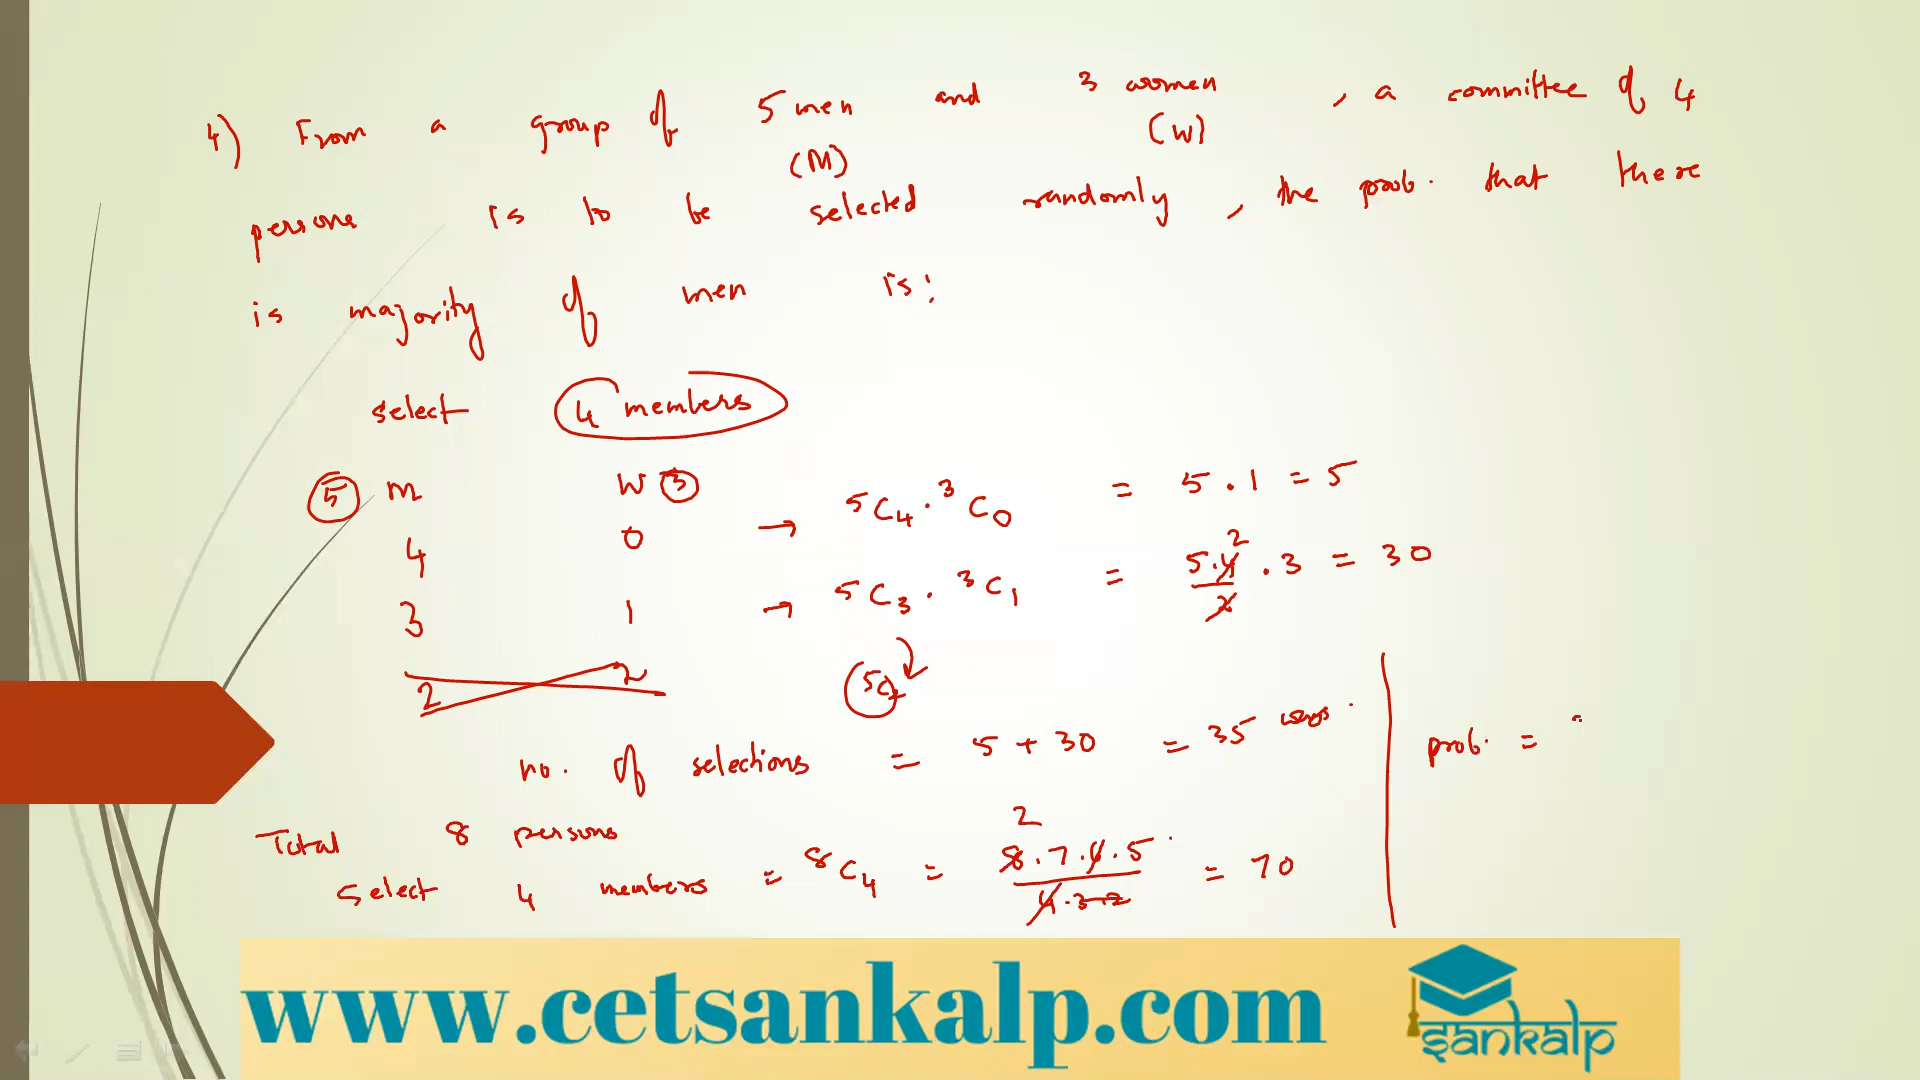 4) From a group of 5 men and 3 women , a committee of 4
(M) (W)
persons is to be selected randomly , the prob. that there
is majority of men is:
select 4 members
5 M W 3
4 0 → ⁵C₄ . ³C₀ = 5 . 1 = 5
3 1 → ⁵C₃ . ³C₁ = 5.4/2 . 3 = 30
2
2 2 ⁵C₂
no. of selections = 5 + 30 = 35 ways .
prob. =
Total 8 persons
2
select 4 members = ⁸C₄ = 8.7.6.5/4.3.2 = 70
www.cetsankalp.com
sankalp